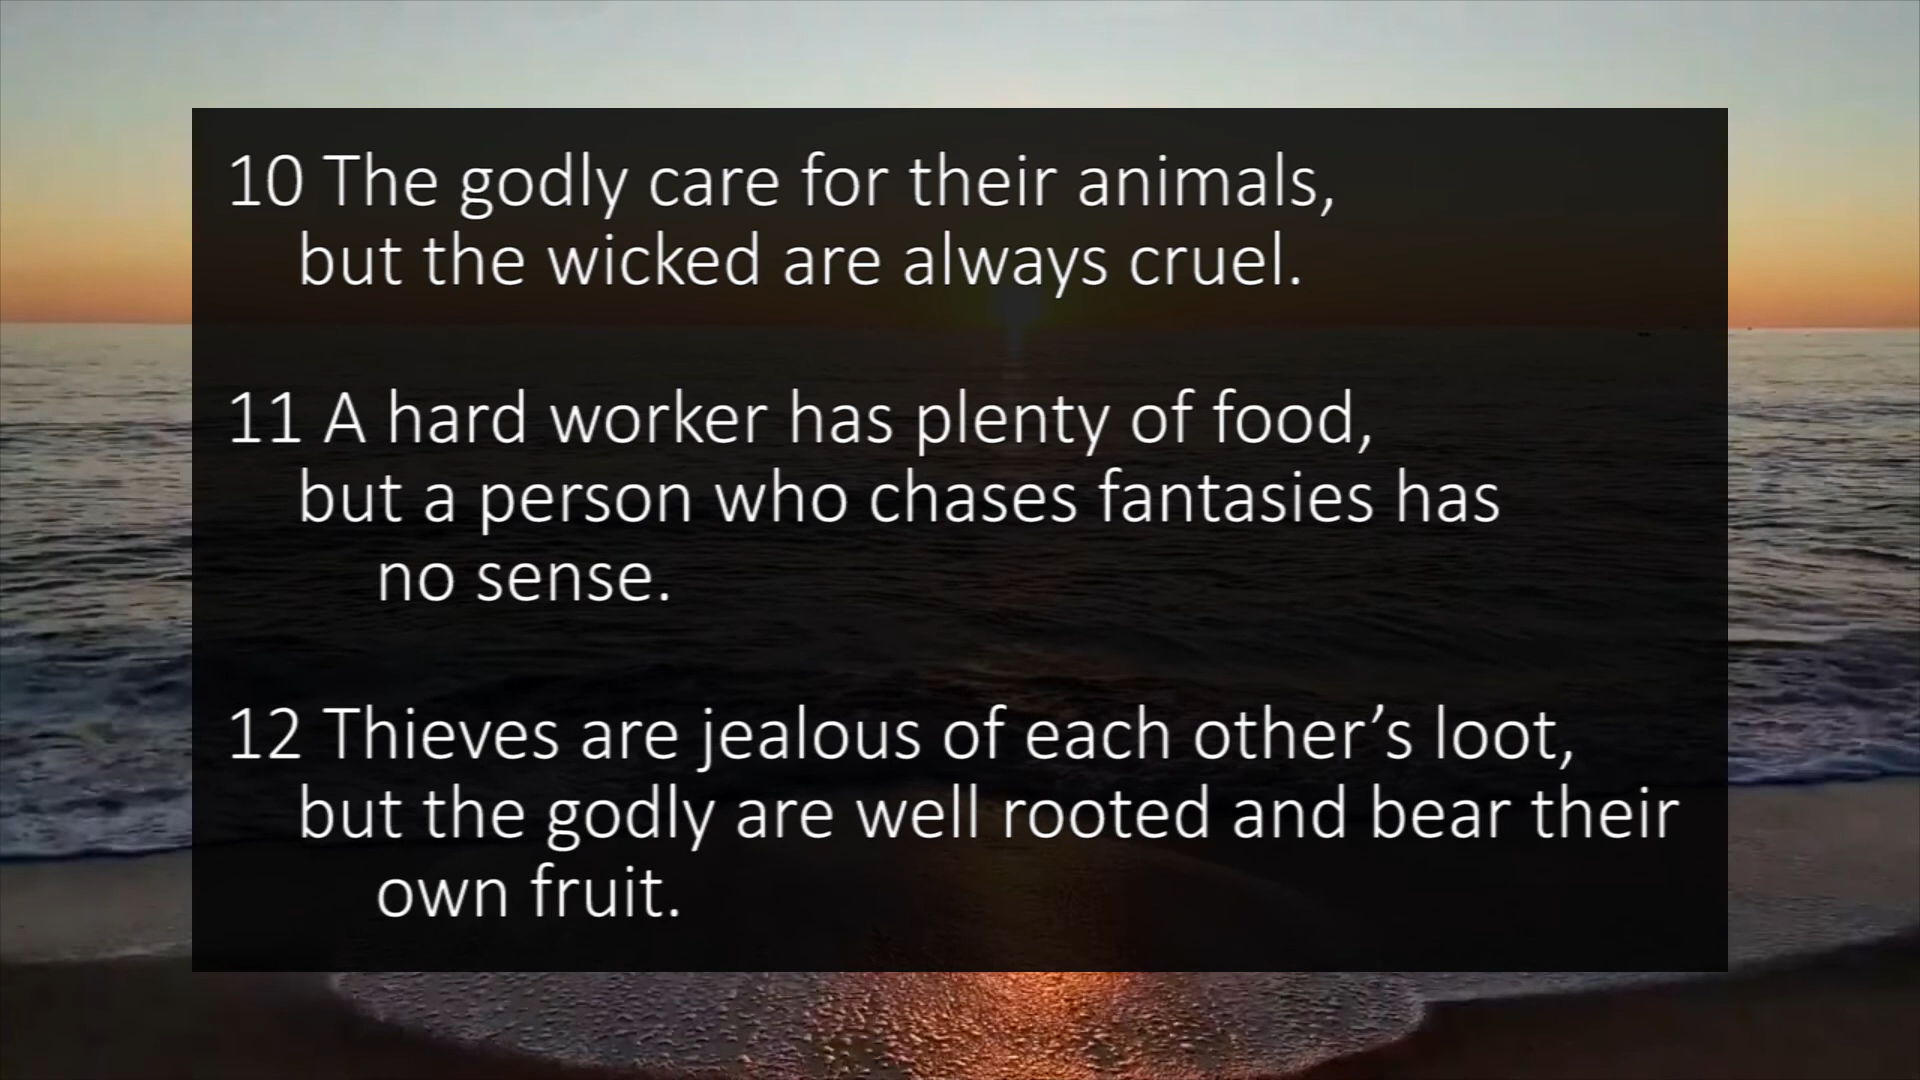 10 The godly care for their animals,
but the wicked are always cruel.
11 A hard worker has plenty of food,
but a person who chases fantasies has
no sense.
12 Thieves are jealous of each other’s loot,
but the godly are well rooted and bear their
own fruit.